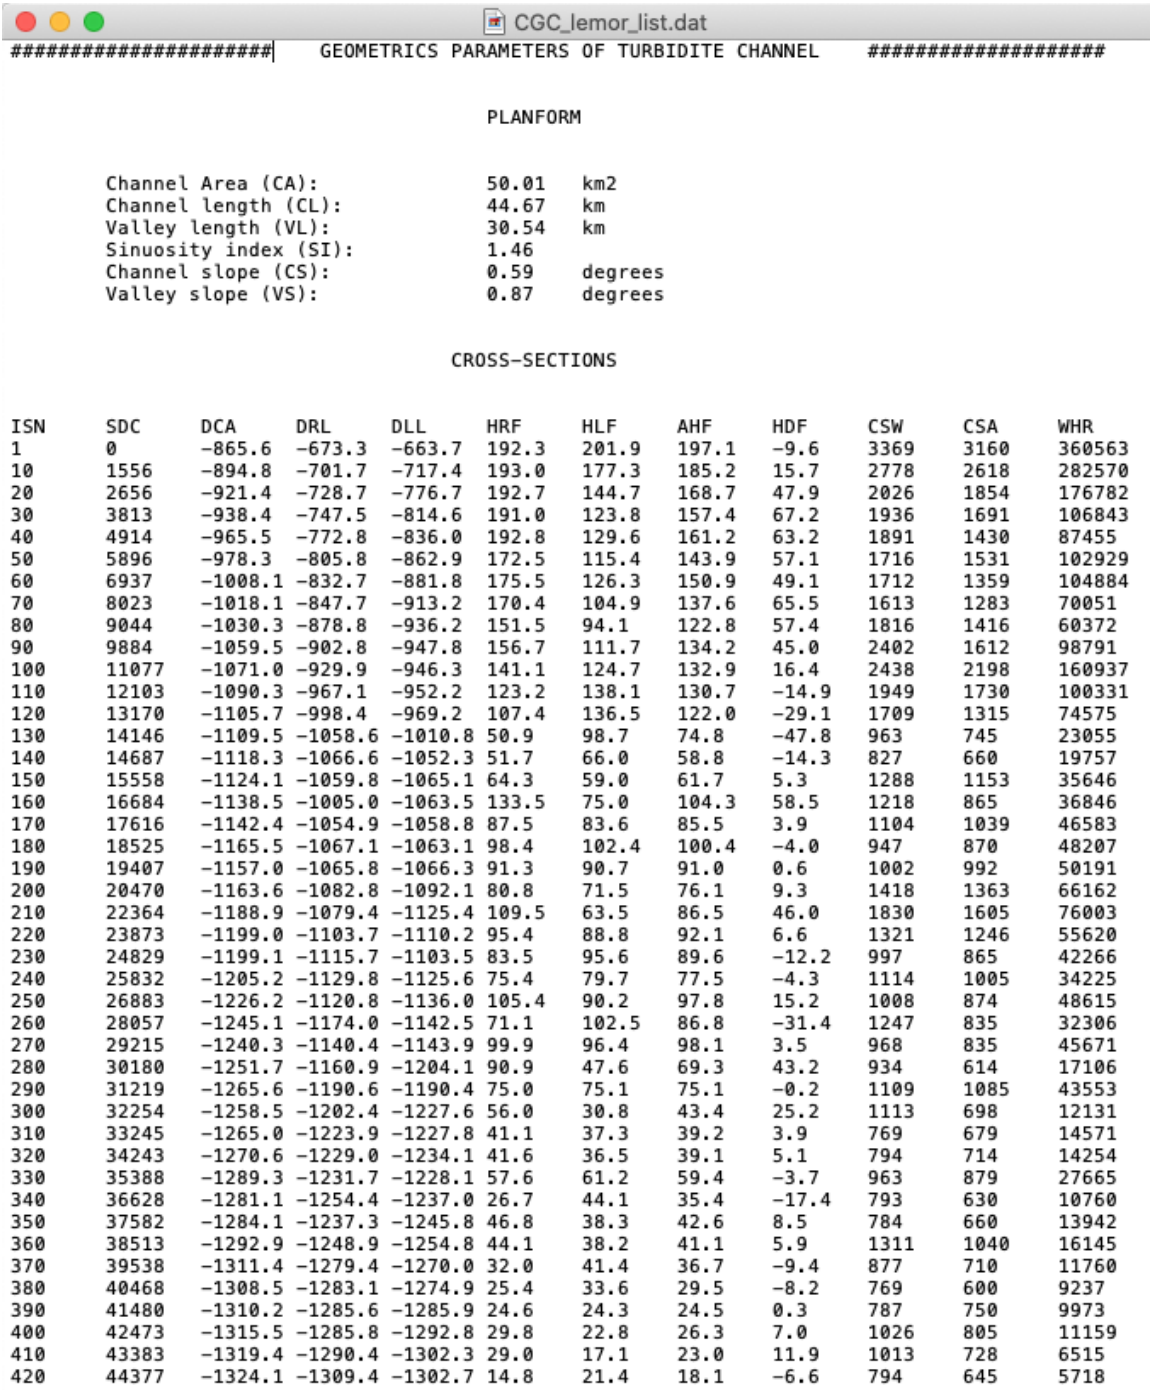 CGC_lemor_list.dat
###################### GEOMETRICS PARAMETERS OF TURBIDITE CHANNEL ####################
PLANFORM
Channel Area (CA): 50.01 km2
Channel length (CL): 44.67 km
Valley length (VL): 30.54 km
Sinuosity index (SI): 1.46
Channel slope (CS): 0.59 degrees
Valley slope (VS): 0.87 degrees
CROSS-SECTIONS
ISN SDC DCA DRL DLL HRF HLF AHF HDF CSW CSA WHR
1 0 -865.6 -673.3 -663.7 192.3 201.9 197.1 -9.6 3369 3160 360563
10 1556 -894.8 -701.7 -717.4 193.0 177.3 185.2 15.7 2778 2618 282570
20 2656 -921.4 -728.7 -776.7 192.7 144.7 168.7 47.9 2026 1854 176782
30 3813 -938.4 -747.5 -814.6 191.0 123.8 157.4 67.2 1936 1691 106843
40 4914 -965.5 -772.8 -836.0 192.8 129.6 161.2 63.2 1891 1430 87455
50 5896 -978.3 -805.8 -862.9 172.5 115.4 143.9 57.1 1716 1531 102929
60 6937 -1008.1 -832.7 -881.8 175.5 126.3 150.9 49.1 1712 1359 104884
70 8023 -1018.1 -847.7 -913.2 170.4 104.9 137.6 65.5 1613 1283 70051
80 9044 -1030.3 -878.8 -936.2 151.5 94.1 122.8 57.4 1816 1416 60372
90 9884 -1059.5 -902.8 -947.8 156.7 111.7 134.2 45.0 2402 1612 98791
100 11077 -1071.0 -929.9 -946.3 141.1 124.7 132.9 16.4 2438 2198 160937
110 12103 -1090.3 -967.1 -952.2 123.2 138.1 130.7 -14.9 1949 1730 100331
120 13170 -1105.7 -998.4 -969.2 107.4 136.5 122.0 -29.1 1709 1315 74575
130 14146 -1109.5 -1058.6 -1010.8 50.9 98.7 74.8 -47.8 963 745 23055
140 14687 -1118.3 -1066.6 -1052.3 51.7 66.0 58.8 -14.3 827 660 19757
150 15558 -1124.1 -1059.8 -1065.1 64.3 59.0 61.7 5.3 1288 1153 35646
160 16684 -1138.5 -1005.0 -1063.5 133.5 75.0 104.3 58.5 1218 865 36846
170 17616 -1142.4 -1054.9 -1058.8 87.5 83.6 85.5 3.9 1104 1039 46583
180 18525 -1165.5 -1067.1 -1063.1 98.4 102.4 100.4 -4.0 947 870 48207
190 19407 -1157.0 -1065.8 -1066.3 91.3 90.7 91.0 0.6 1002 992 50191
200 20470 -1163.6 -1082.8 -1092.1 80.8 71.5 76.1 9.3 1418 1363 66162
210 22364 -1188.9 -1079.4 -1125.4 109.5 63.5 86.5 46.0 1830 1605 76003
220 23873 -1199.0 -1103.7 -1110.2 95.4 88.8 92.1 6.6 1321 1246 55620
230 24829 -1199.1 -1115.7 -1103.5 83.5 95.6 89.6 -12.2 997 865 42266
240 25832 -1205.2 -1129.8 -1125.6 75.4 79.7 77.5 -4.3 1114 1005 34225
250 26883 -1226.2 -1120.8 -1136.0 105.4 90.2 97.8 15.2 1008 874 48615
260 28057 -1245.1 -1174.0 -1142.5 71.1 102.5 86.8 -31.4 1247 835 32306
270 29215 -1240.3 -1140.4 -1143.9 99.9 96.4 98.1 3.5 968 835 45671
280 30180 -1251.7 -1160.9 -1204.1 90.9 47.6 69.3 43.2 934 614 17106
290 31219 -1265.6 -1190.6 -1190.4 75.0 75.1 75.1 -0.2 1109 1085 43553
300 32254 -1258.5 -1202.4 -1227.6 56.0 30.8 43.4 25.2 1113 698 12131
310 33245 -1265.0 -1223.9 -1227.8 41.1 37.3 39.2 3.9 769 679 14571
320 34243 -1270.6 -1229.0 -1234.1 41.6 36.5 39.1 5.1 794 714 14254
330 35388 -1289.3 -1231.7 -1228.1 57.6 61.2 59.4 -3.7 963 879 27665
340 36628 -1281.1 -1254.4 -1237.0 26.7 44.1 35.4 -17.4 793 630 10760
350 37582 -1284.1 -1237.3 -1245.8 46.8 38.3 42.6 8.5 784 660 13942
360 38513 -1292.9 -1248.9 -1254.8 44.1 38.2 41.1 5.9 1311 1040 16145
370 39538 -1311.4 -1279.4 -1270.0 32.0 41.4 36.7 -9.4 877 710 11760
380 40468 -1308.5 -1283.1 -1274.9 25.4 33.6 29.5 -8.2 769 600 9237
390 41480 -1310.2 -1285.6 -1285.9 24.6 24.3 24.5 0.3 787 750 9973
400 42473 -1315.5 -1285.8 -1292.8 29.8 22.8 26.3 7.0 1026 805 11159
410 43383 -1319.4 -1290.4 -1302.3 29.0 17.1 23.0 11.9 1013 728 6515
420 44377 -1324.1 -1309.4 -1302.7 14.8 21.4 18.1 -6.6 794 645 5718